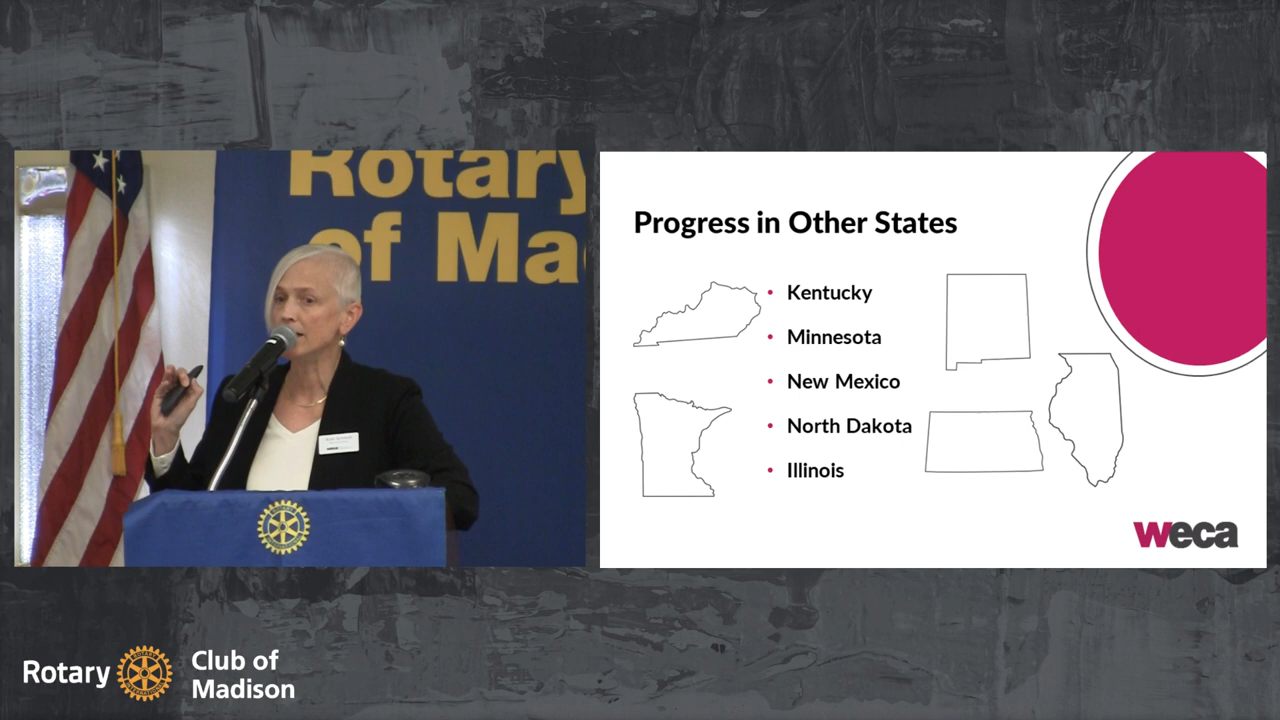 Rotary
of Ma
Progress in Other States
• Kentucky
• Minnesota
• New Mexico
• North Dakota
• Illinois
weca
Rotary
Club of
Madison